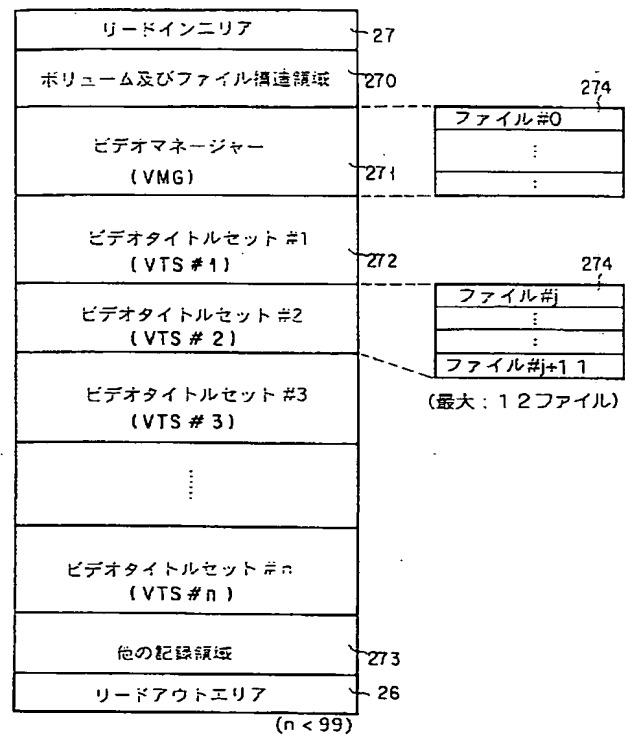 リードインエリア
27
ボリューム及びファイル構造領域
270
274
ファイル#0
ビデオマネージャー
(VMG)
271
ビデオタイトルセット #1
(VTS #1)
272
274
ファイル#j
ビデオタイトルセット #2
(VTS # 2)
ファイル#j+11
ビデオタイトルセット #3
(VTS # 3)
(最大：12ファイル)
ビデオタイトルセット #n
(VTS #n )
他の記録領域
273
リードアウトエリア
26
(n < 99)